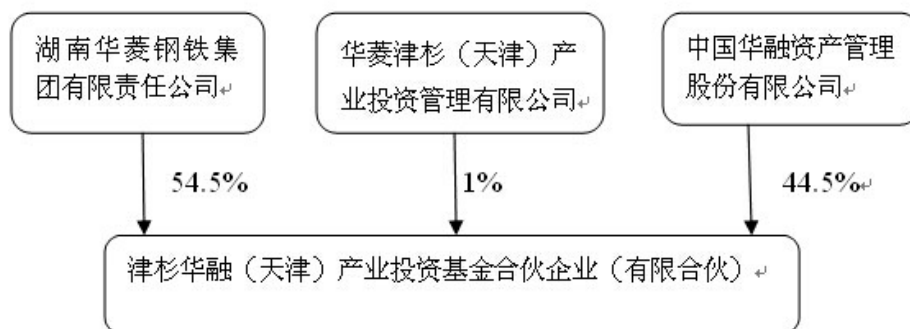 湖南华菱钢铁集
团有限责任公司
华菱津杉（天津）产
业投资管理有限公司
中国华融资产管理
股份有限公司
54.5%
1%
44.5%
津杉华融（天津）产业投资基金合伙企业（有限合伙）